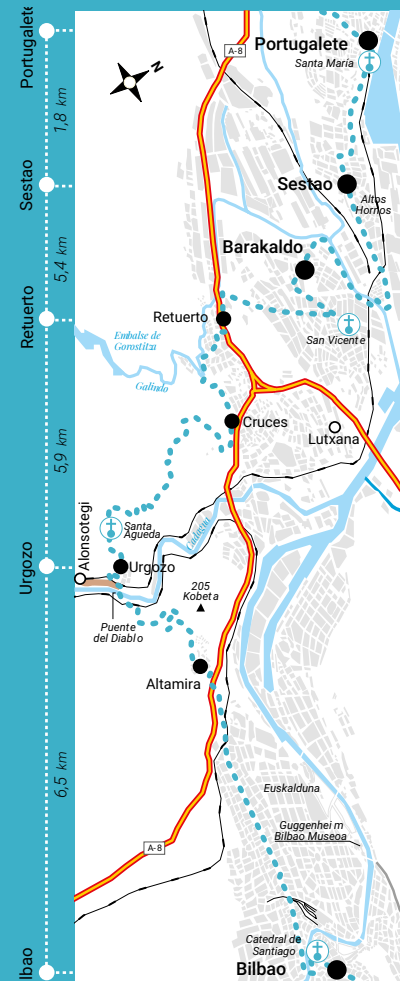 Portugalete
1,8 km
Sestao
5,4 km
Retuerto
5,9 km
Urgozo
6,5 km
lbao
N
A-8
Portugalete
Santa María
Sestao
Altos
Hornos
Barakaldo
Retuerto
San Vicente
Embalse de
Gorostiza
Galindo
Cruces
Lutxana
Alonsotegi
Santa
Águeda
Cadagua
Urgozo
205
Kobeta
Puente
del Diablo
Altamira
Euskalduna
Guggenheim
Bilbao Museoa
A-8
Catedral de
Santiago
Bilbao